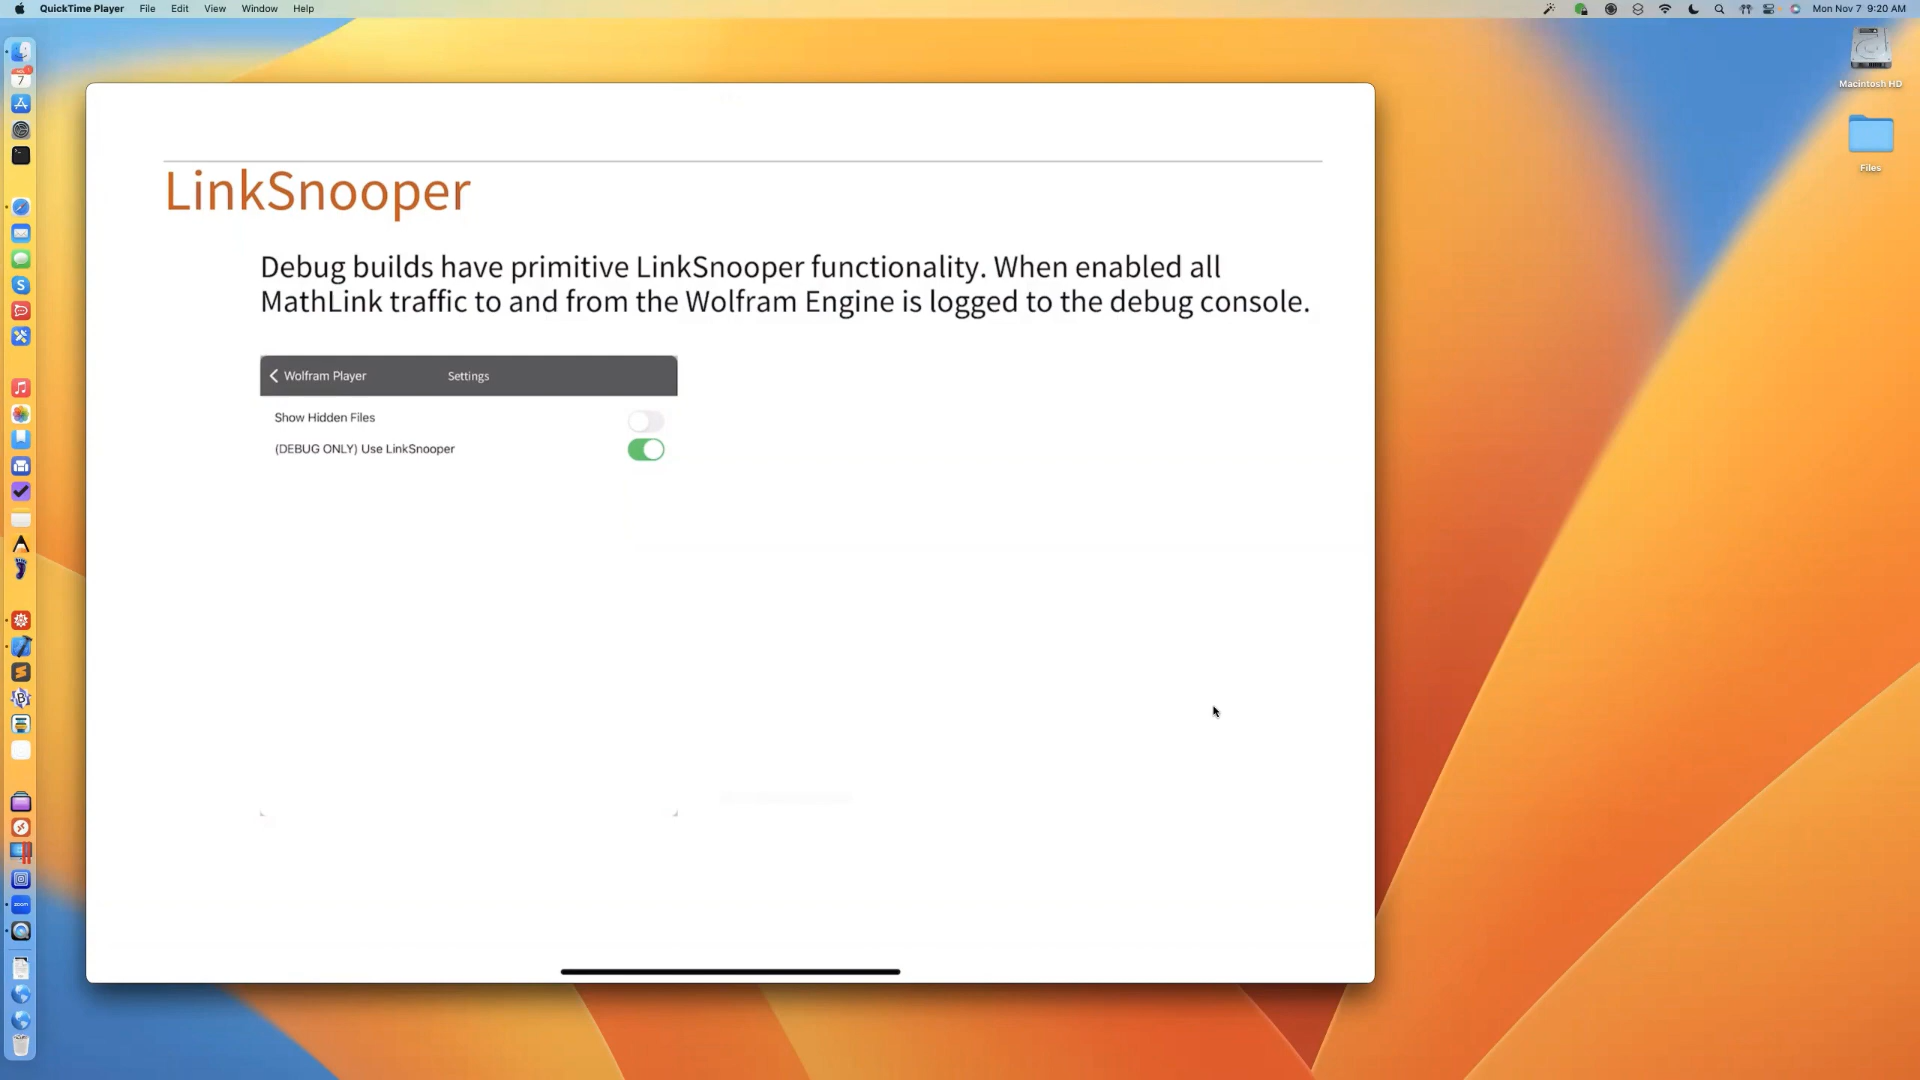 QuickTime Player File Edit View Window Help
Mon Nov 7 9:20 AM
7
zoom
Macintosh HD
Files
LinkSnooper
Debug builds have primitive LinkSnooper functionality. When enabled all
MathLink traffic to and from the Wolfram Engine is logged to the debug console.
Wolfram Player
Settings
Show Hidden Files
(DEBUG ONLY) Use LinkSnooper